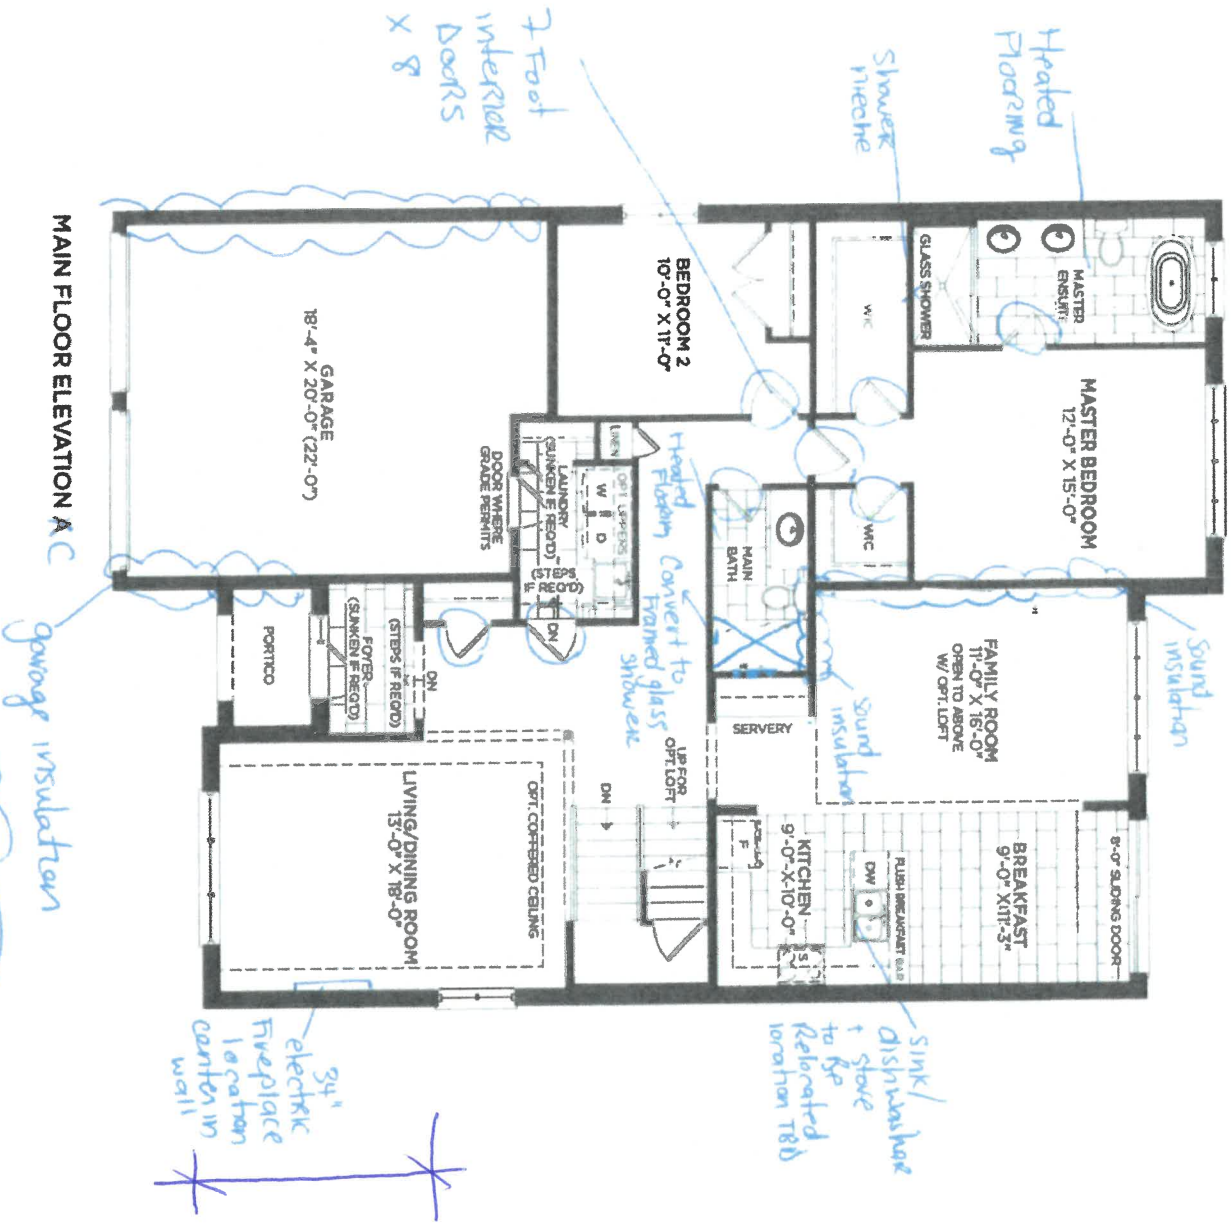 7 Foot
interior
DOORS
X 8
Shower
Heated
Flooring
GLASS SHOWER
MASTER
ENSUITE
W/C
MASTER BEDROOM
12'-0" X 15'-0"
W/C
BEDROOM 2
10'-0" X 11'-0"
GARAGE
18'-4" X 20'-0" (22'-0")
LINEN
OPT. UPPERS
W
D
LAUNDRY
(SUNKEN IF REQ'D)
(STEPS
IF REQ'D)
DN
DOOR WHERE
GRADE PERMITS
MAIN
BATH
Heated
Floor
Convert to
framed glass
shower
Sound
insulation
Sound
insulation
FAMILY ROOM
11'-0" X 16'-0"
OPEN TO ABOVE
W/ OPT. LOFT
SERVERY
8'-0" SLIDING DOOR
BREAKFAST
9'-0" X 11'-3"
FLUSH BREAKFAST BAR
DW
KITCHEN
9'-0" X 10'-0"
F
S
UP FOR
OPT. LOFT
DN
DN
(STEPS IF REQ'D)
FOYER
(SUNKEN IF REQ'D)
PORTICO
OPT. COFFERED CEILING
LIVING/DINING ROOM
13'-0" X 18'-0"
Sink/
dishwasher
+ stove
to be
Relocated
location TBD
34"
electric
Fireplace
location
center in
wall
garage insulation
MAIN FLOOR ELEVATION A C